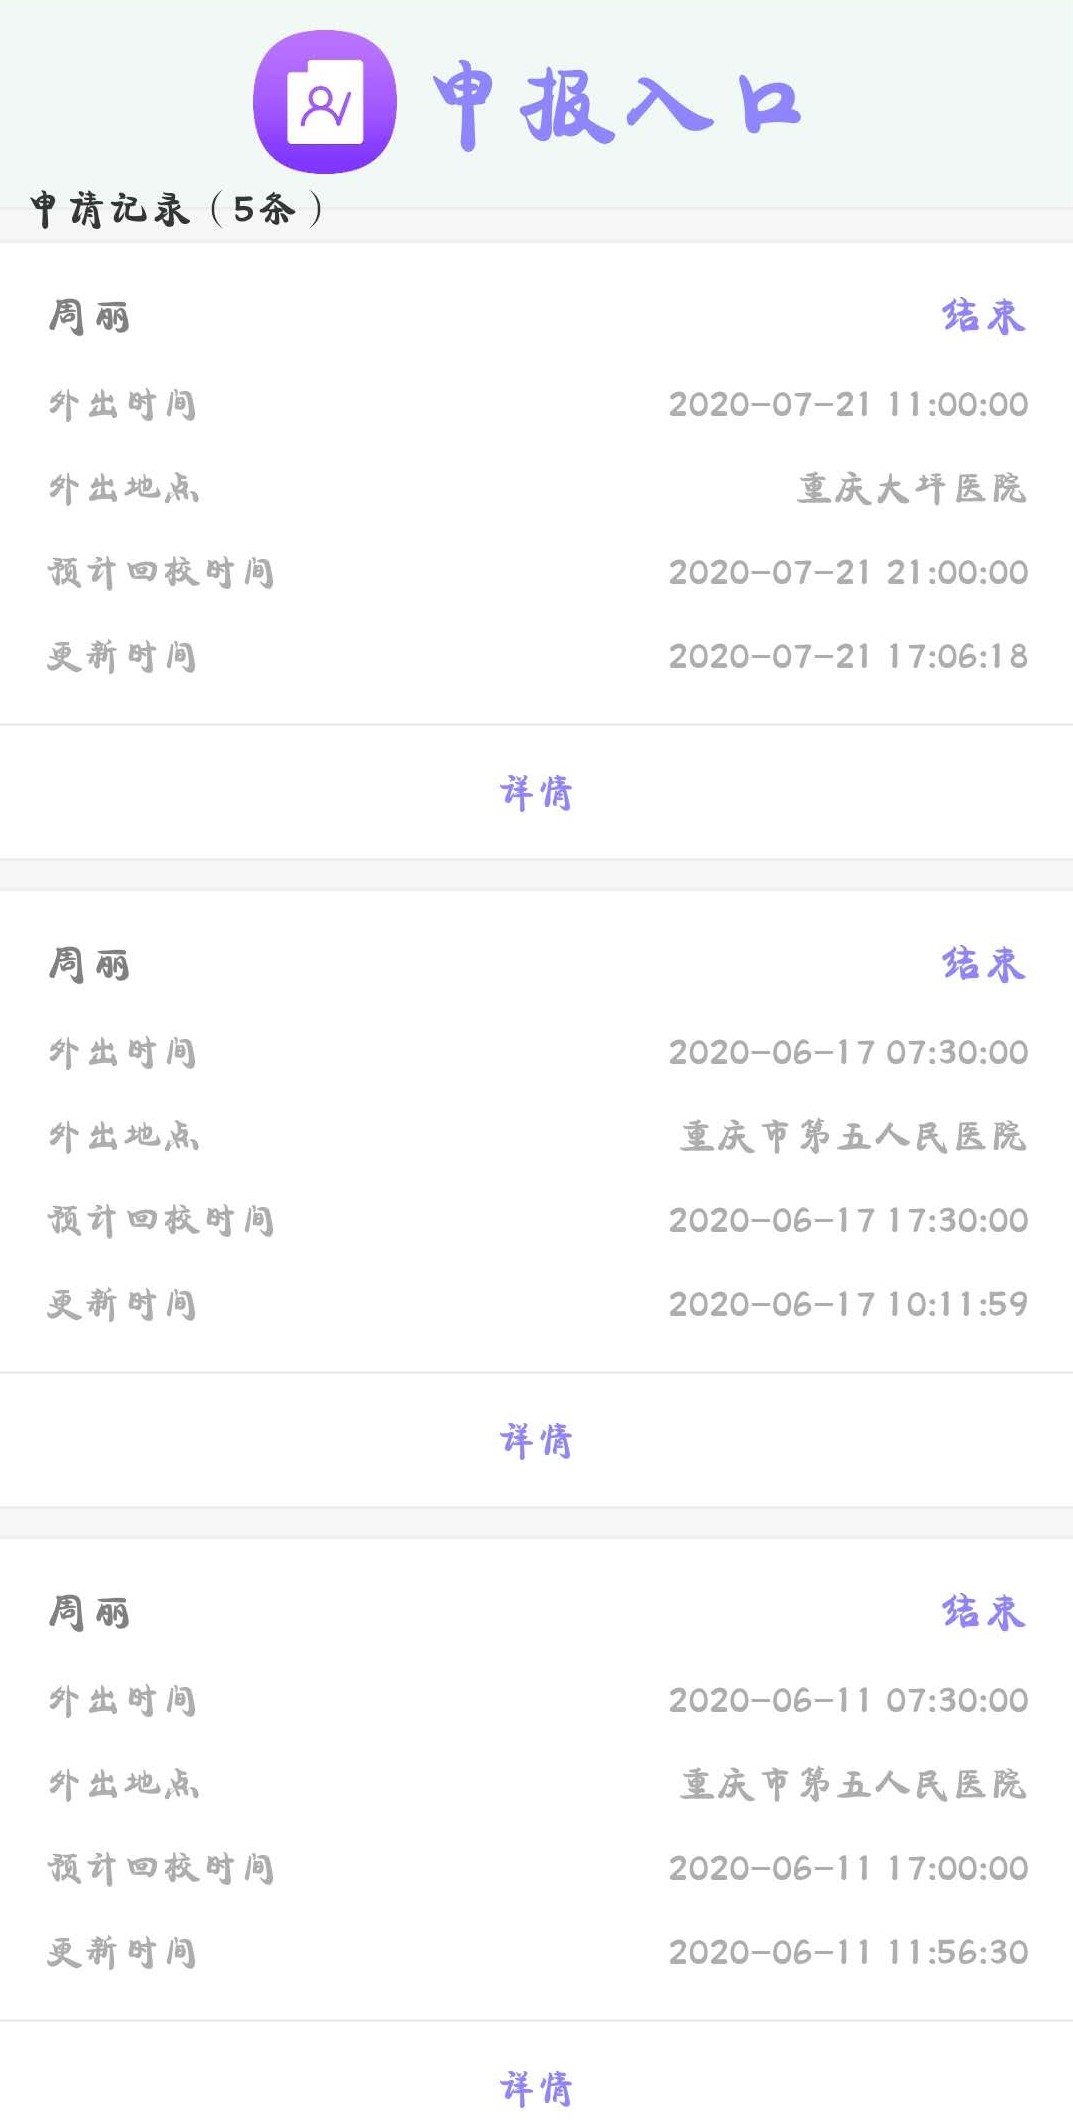 申报入口
申请记录（5条）
周丽 结束
外出时间 2020-07-21 11:00:00
外出地点 重庆大坪医院
预计回校时间 2020-07-21 21:00:00
更新时间 2020-07-21 17:06:18
详情
周丽 结束
外出时间 2020-06-17 07:30:00
外出地点 重庆市第五人民医院
预计回校时间 2020-06-17 17:30:00
更新时间 2020-06-17 10:11:59
详情
周丽 结束
外出时间 2020-06-11 07:30:00
外出地点 重庆市第五人民医院
预计回校时间 2020-06-11 17:00:00
更新时间 2020-06-11 11:56:30
详情